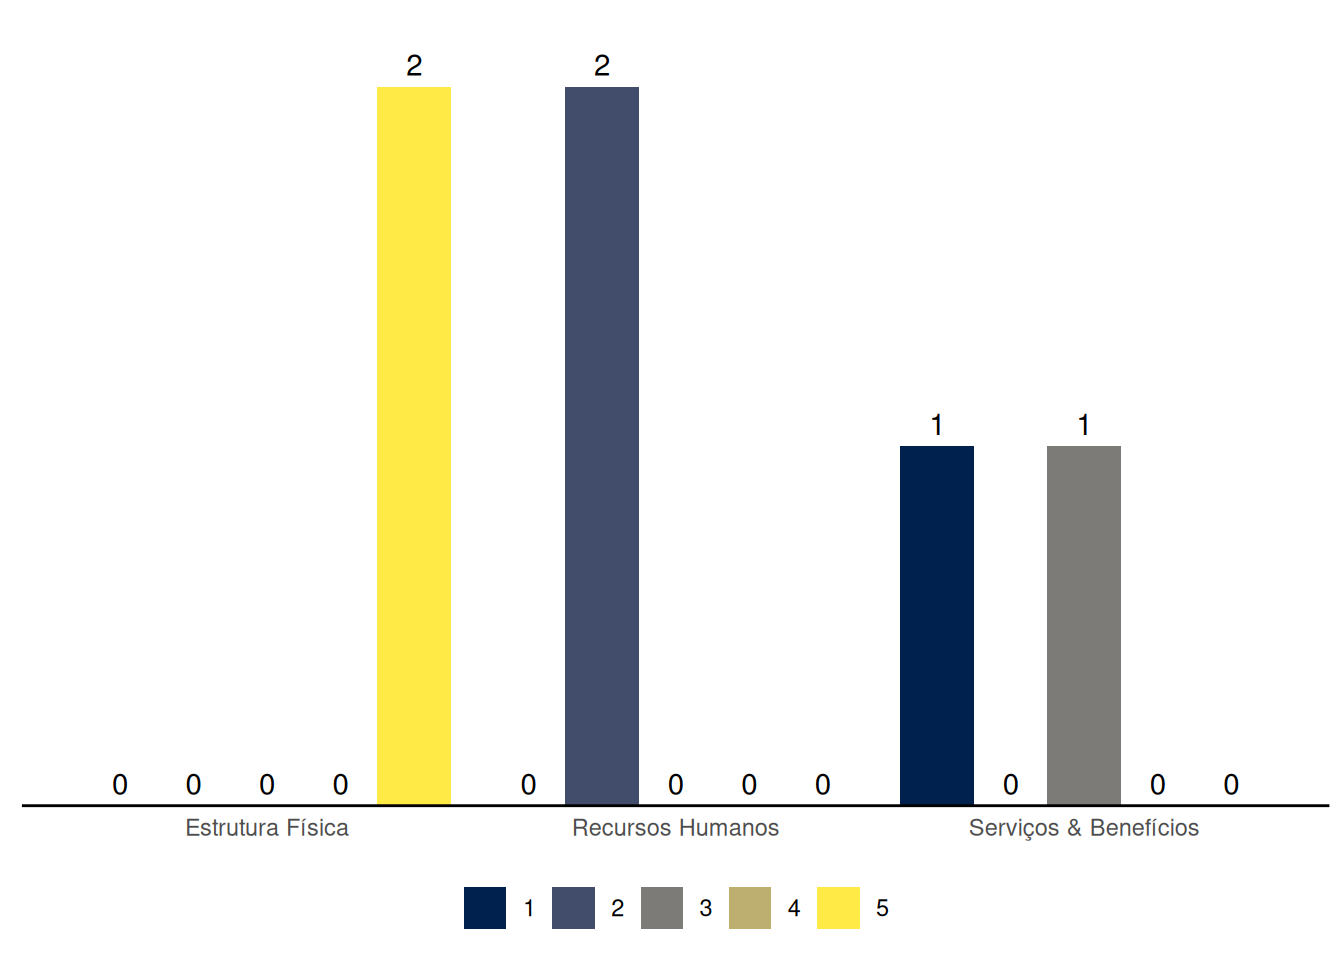 2 2
1 1
0 0 0 0 0 0 0 0 0 0 0
Estrutura Física Recursos Humanos Serviços & Benefícios
1 2 3 4 5